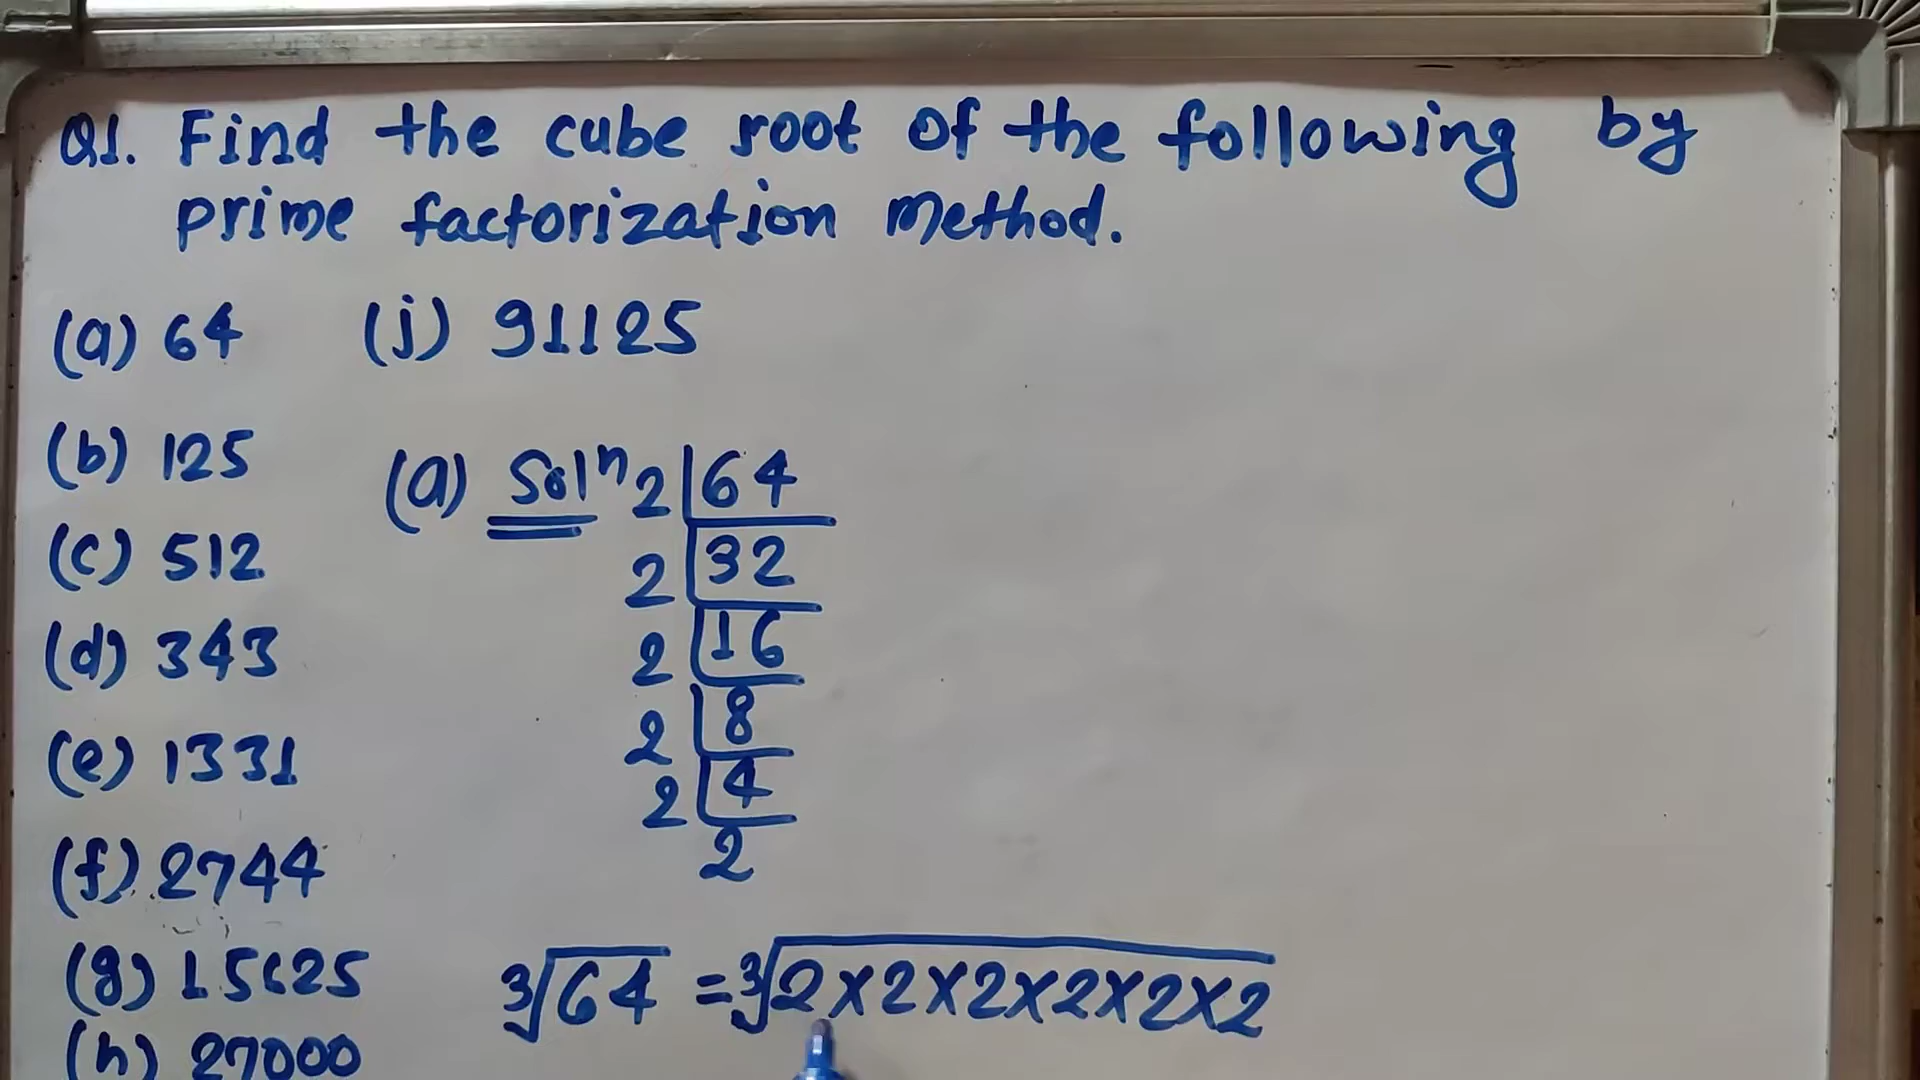 Q1. Find the cube root of the following by
prime factorization method.
(a) 64 (j) 91125
(b) 125
(c) 512
(d) 343
(e) 1331
(f) 2744
(g) 15625
(h) 27000
(a) Solⁿ 2 64
2 32
2 16
2 8
2 4
2
∛64 = ∛2×2×2×2×2×2